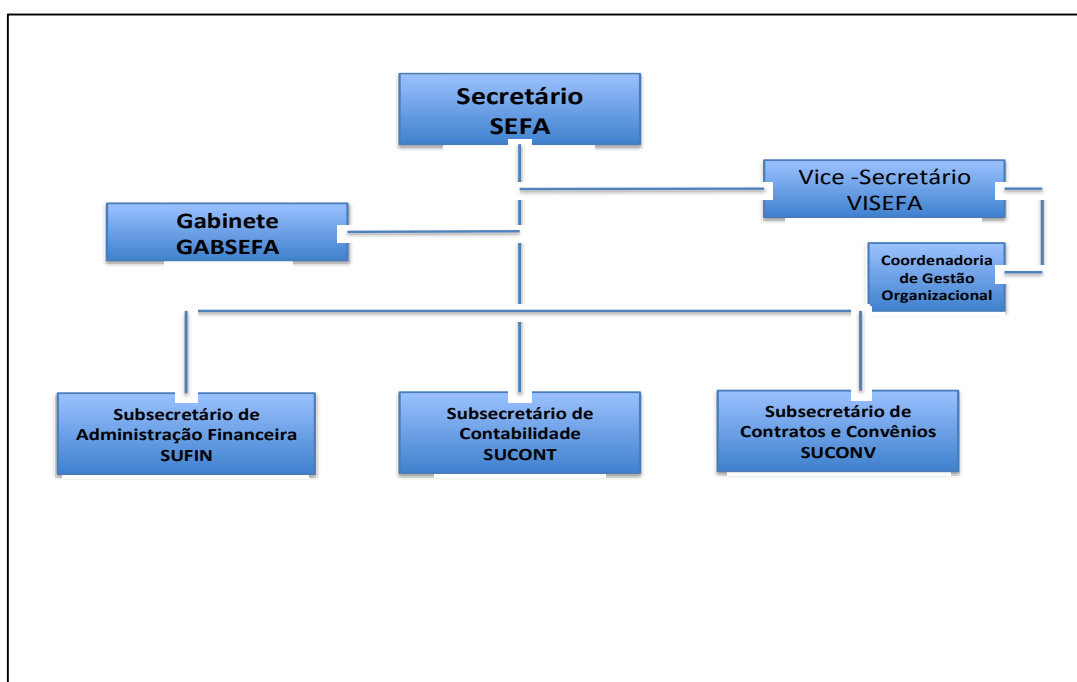 Secretário
SEFA
Vice -Secretário
VISEFA
Gabinete
GABSEFA
Coordenadoria
de Gestão
Organizacional
Subsecretário de
Administração Financeira
SUFIN
Subsecretário de
Contabilidade
SUCONT
Subsecretário de
Contratos e Convênios
SUCONV